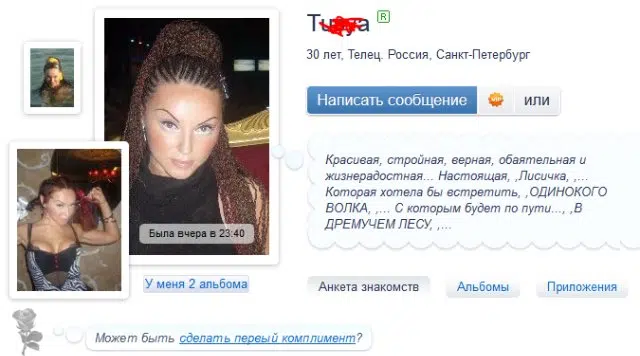 R
30 лет, Телец. Россия, Санкт-Петербург
Написать сообщение
VIP
или
Красивая, стройная, верная, обаятельная и
жизнерадостная... Настоящая, ,Лисичка, ,...
Которая хотела бы встретить, ,ОДИНОКОГО
ВОЛКА, ,... С которым будет по пути..., ,В
ДРЕМУЧЕМ ЛЕСУ, ,...
Была вчера в 23:40
У меня 2 альбома
Анкета знакомств
Альбомы
Приложения
Может быть сделать первый комплимент?